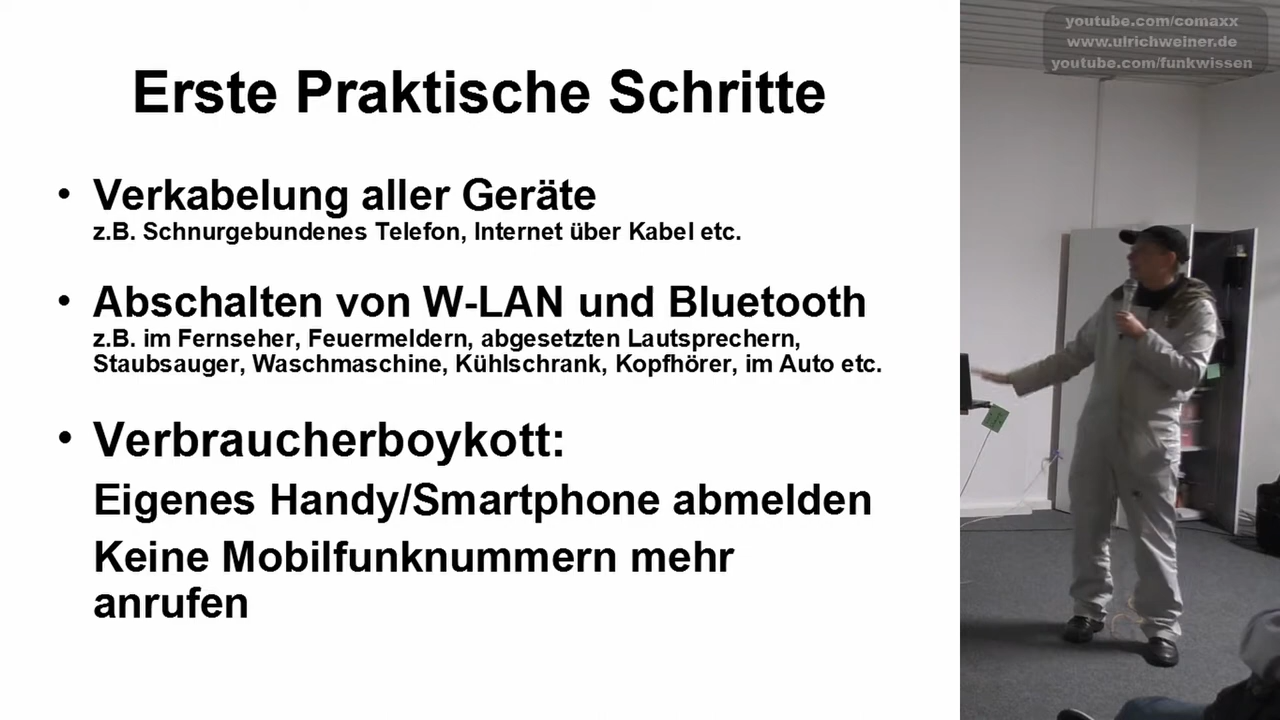 Erste Praktische Schritte
• Verkabelung aller Geräte
z.B. Schnurgebundenes Telefon, Internet über Kabel etc.
• Abschalten von W-LAN und Bluetooth
z.B. im Fernseher, Feuermeldern, abgesetzten Lautsprechern,
Staubsauger, Waschmaschine, Kühlschrank, Kopfhörer, im Auto etc.
• Verbraucherboykott:
Eigenes Handy/Smartphone abmelden
Keine Mobilfunknummern mehr
anrufen
youtube.com/comaxx
www.ulrichweiner.de
youtube.com/funkwissen